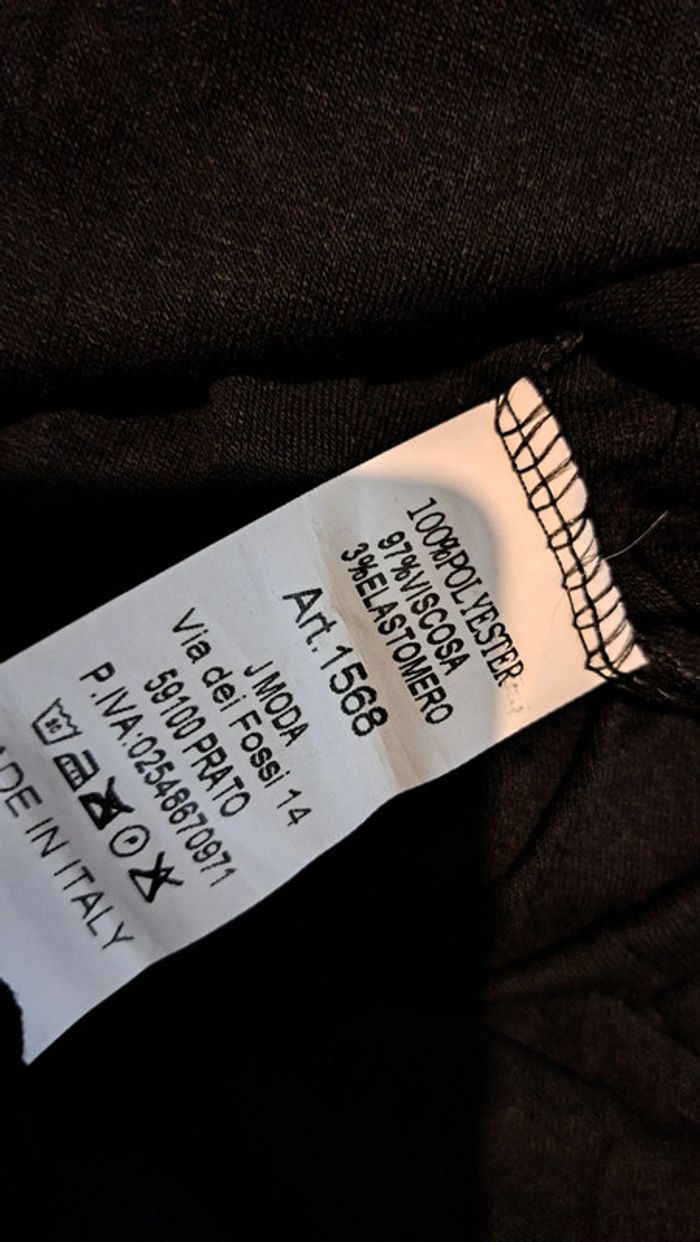 100%POLYESTER
97%VISCOSA
3%ELASTOMERO
Art.1568
J MODA
Via dei Fossi 14
59100 PRATO
P.IVA:02548670971
ADE IN ITALY